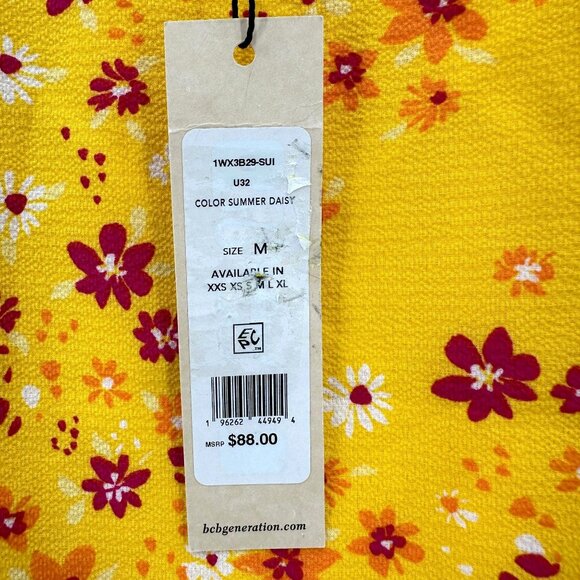 1WX3B29-SUI
U32
COLOR SUMMER DAISY
SIZE M
AVAILABLE IN
XXS XS S M L XL
EPC
1 96262 44949 4
MSRP $88.00
bcbgeneration.com